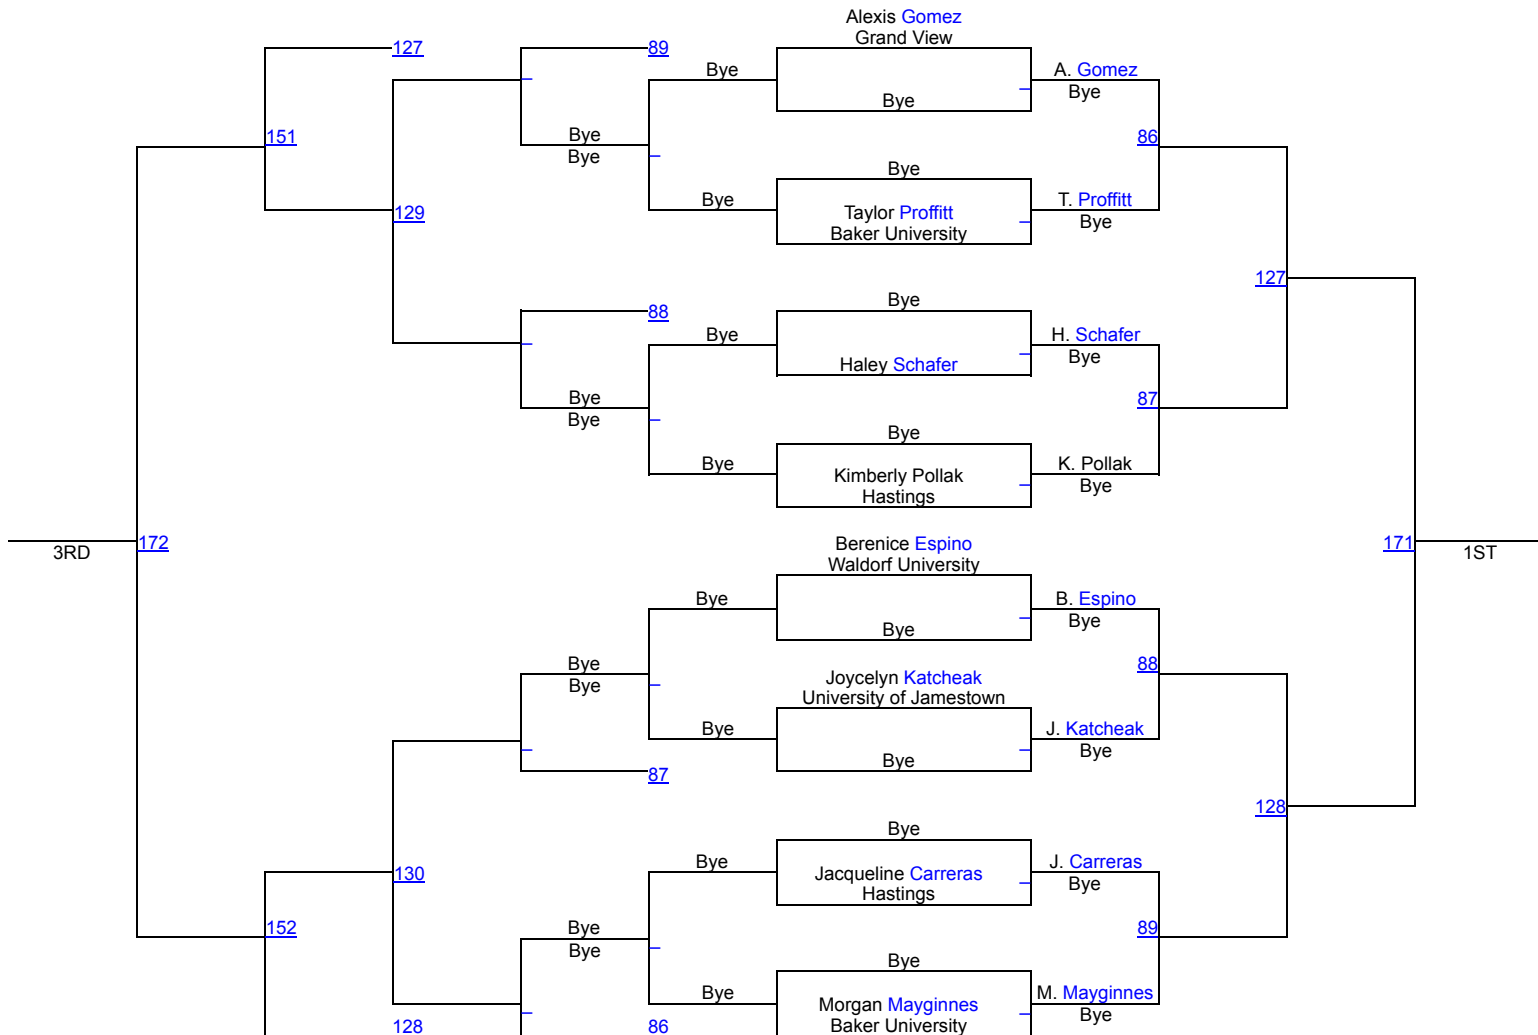 Alexis Gomez
Grand View
127
89
Bye
A. Gomez
Bye
Bye
Bye
Bye
151
86
Bye
Bye
129
Taylor Proffitt
Baker University
T. Proffitt
Bye
127
Bye
88
Bye
H. Schafer
Bye
Haley Schafer
Bye
Bye
87
Bye
Bye
Kimberly Pollak
Hastings
K. Pollak
Bye
3RD
172
Berenice Espino
Waldorf University
171
1ST
Bye
B. Espino
Bye
Bye
Bye
Bye
88
Joycelyn Katcheak
University of Jamestown
Bye
J. Katcheak
Bye
Bye
87
128
Bye
Bye
130
Jacqueline Carreras
Hastings
J. Carreras
Bye
152
Bye
Bye
89
Bye
Bye
128
86
Morgan Mayginnes
Baker University
M. Mayginnes
Bye